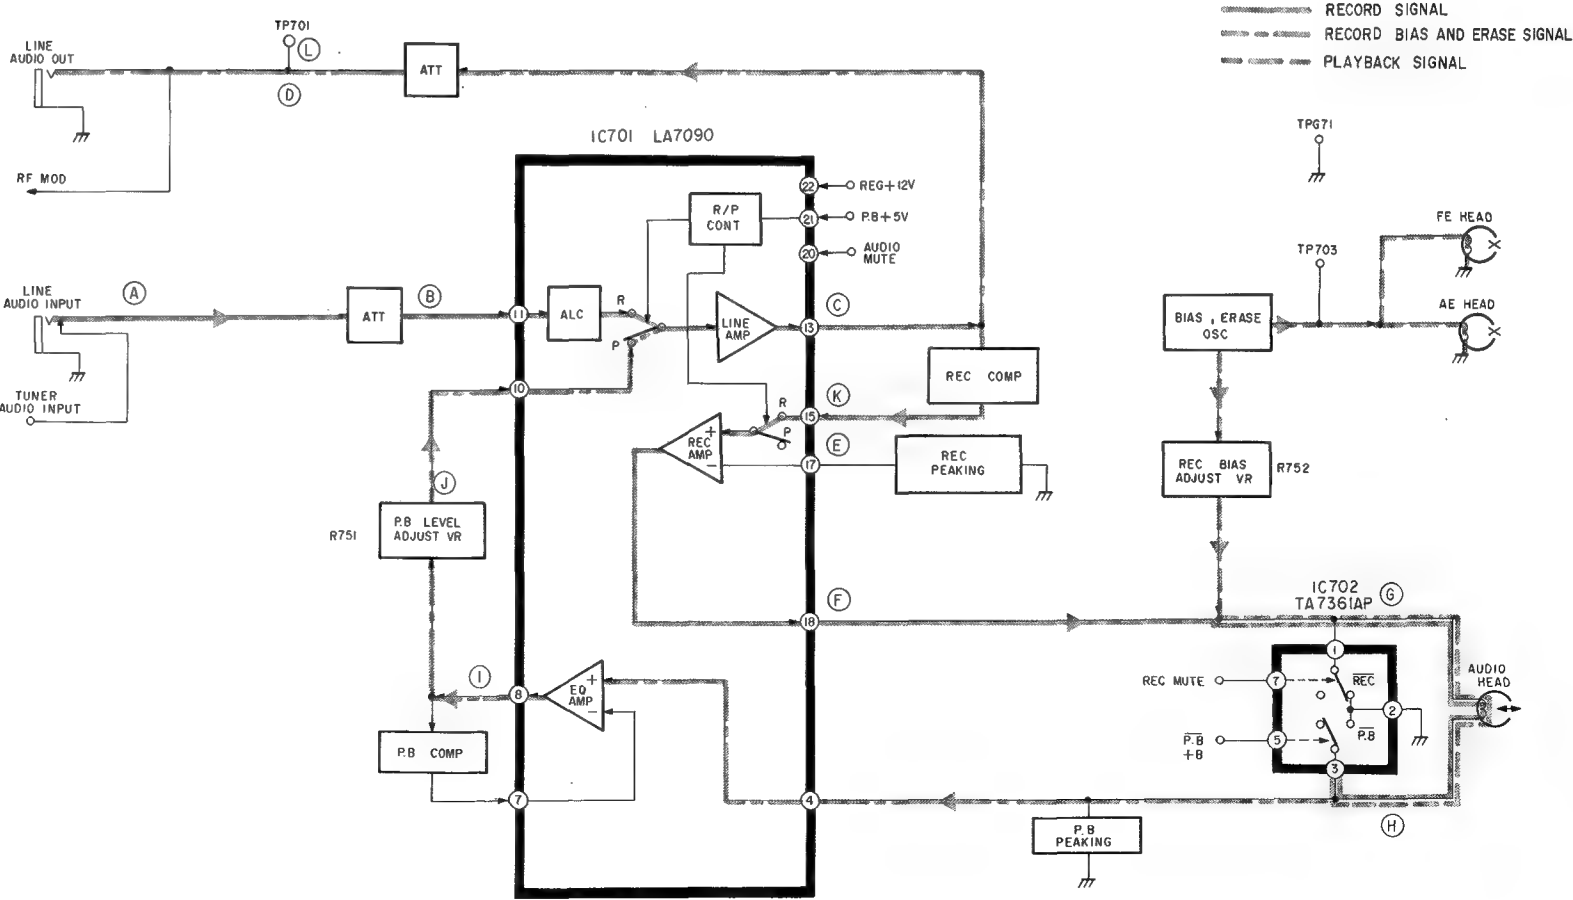 RECORD SIGNAL
RECORD BIAS AND ERASE SIGNAL
PLAYBACK SIGNAL
TP701
L
LINE
AUDIO OUT
ATT
D
RF MOD
IC701 LA7090
TPG71
22
REG+12V
R/P
CONT
21
P.B+5V
20
AUDIO
MUTE
FE HEAD
TP703
LINE
AUDIO INPUT
A
ATT
B
11
ALC
R
P
LINE
AMP
C
13
BIAS, ERASE
OSC
AE HEAD
TUNER
AUDIO INPUT
10
REC COMP
K
15
R
P
REC
AMP
+
−
E
17
REC
PEAKING
REC BIAS
ADJUST VR
R752
J
R751
P.B LEVEL
ADJUST VR
F
18
IC702
TA7361AP
G
1
REC MUTE
7
REC
2
AUDIO
HEAD
I
8
EQ
AMP
+
−
P.B
+B
5
P.B
3
P.B COMP
7
4
H
P.B
PEAKING